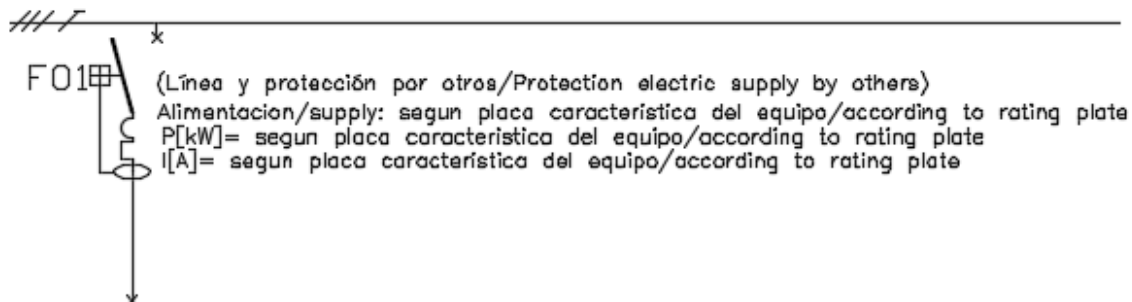 F01
(Línea y protección por otros/Protection electric supply by others)
Alimentacion/supply: segun placa caracteristica del equipo/according to rating plate
P[kW]= segun placa caracteristica del equipo/according to rating plate
I[A]= segun placa caracteristica del equipo/according to rating plate